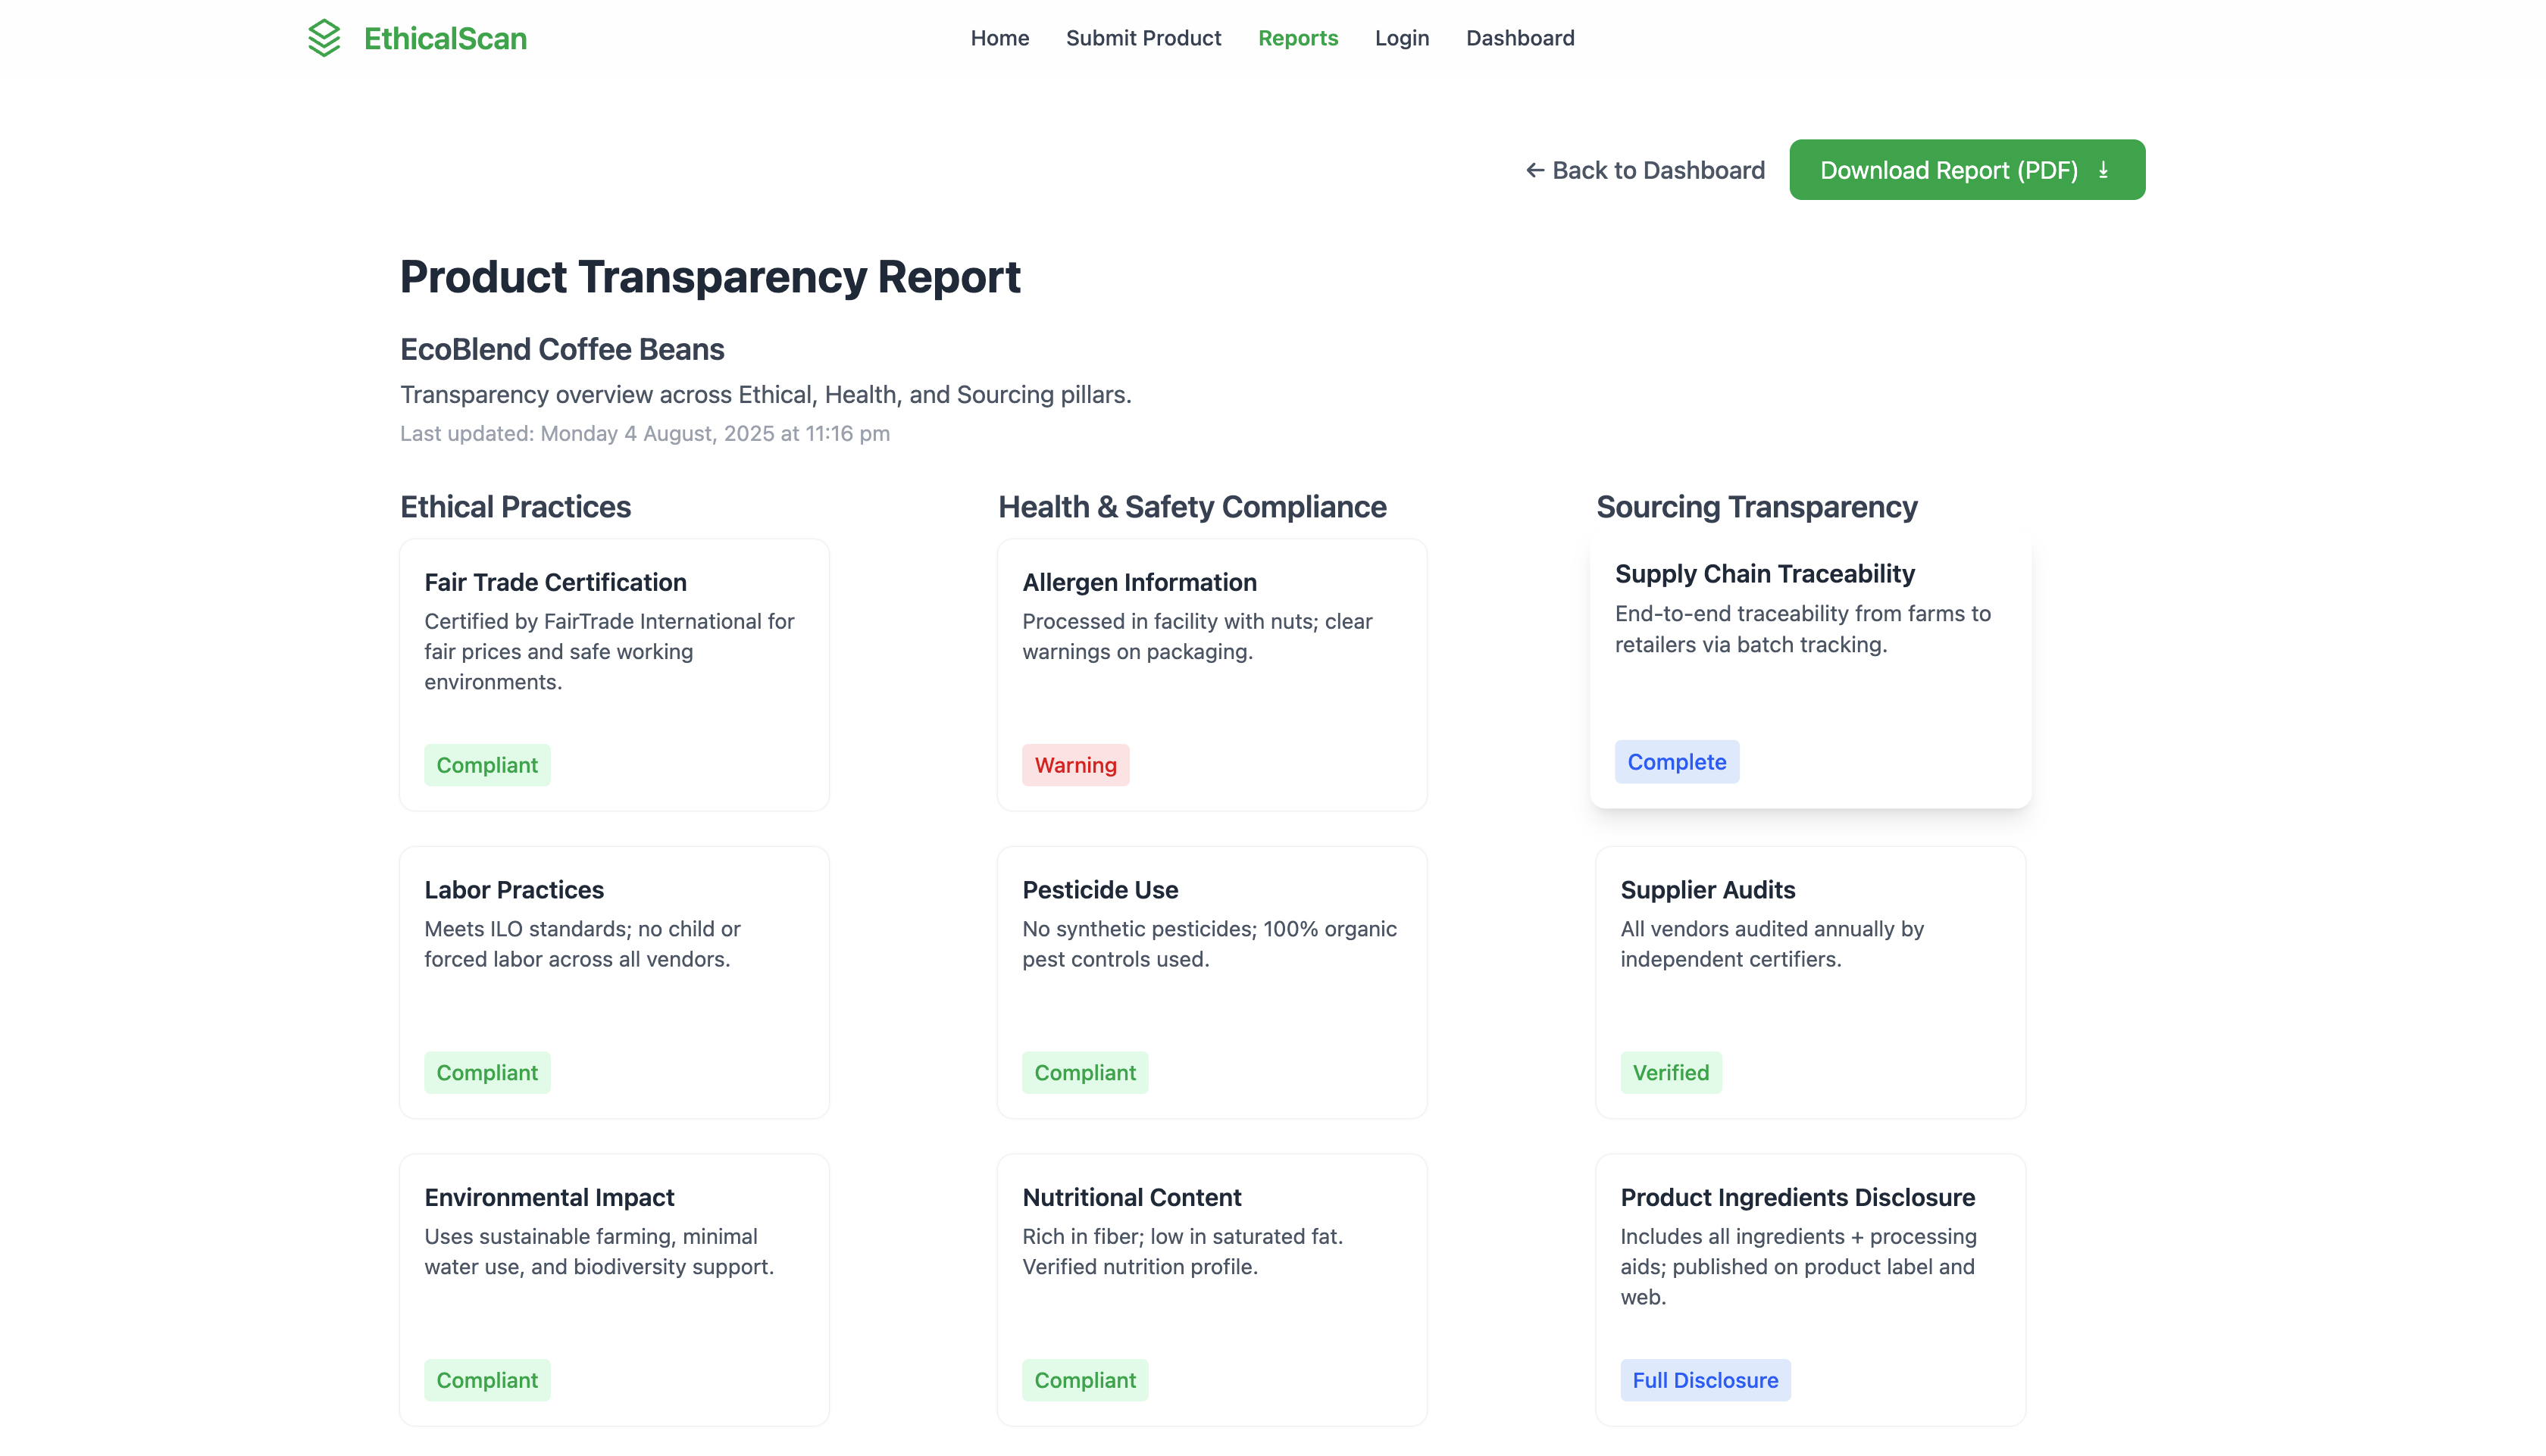 EthicalScan
Home Submit Product Reports Login Dashboard
← Back to Dashboard
Download Report (PDF)
Product Transparency Report
EcoBlend Coffee Beans
Transparency overview across Ethical, Health, and Sourcing pillars.
Last updated: Monday 4 August, 2025 at 11:16 pm
Ethical Practices
Fair Trade Certification
Certified by FairTrade International for
fair prices and safe working
environments.
Compliant
Labor Practices
Meets ILO standards; no child or
forced labor across all vendors.
Compliant
Environmental Impact
Uses sustainable farming, minimal
water use, and biodiversity support.
Compliant
Health & Safety Compliance
Allergen Information
Processed in facility with nuts; clear
warnings on packaging.
Warning
Pesticide Use
No synthetic pesticides; 100% organic
pest controls used.
Compliant
Nutritional Content
Rich in fiber; low in saturated fat.
Verified nutrition profile.
Compliant
Sourcing Transparency
Supply Chain Traceability
End-to-end traceability from farms to
retailers via batch tracking.
Complete
Supplier Audits
All vendors audited annually by
independent certifiers.
Verified
Product Ingredients Disclosure
Includes all ingredients + processing
aids; published on product label and
web.
Full Disclosure